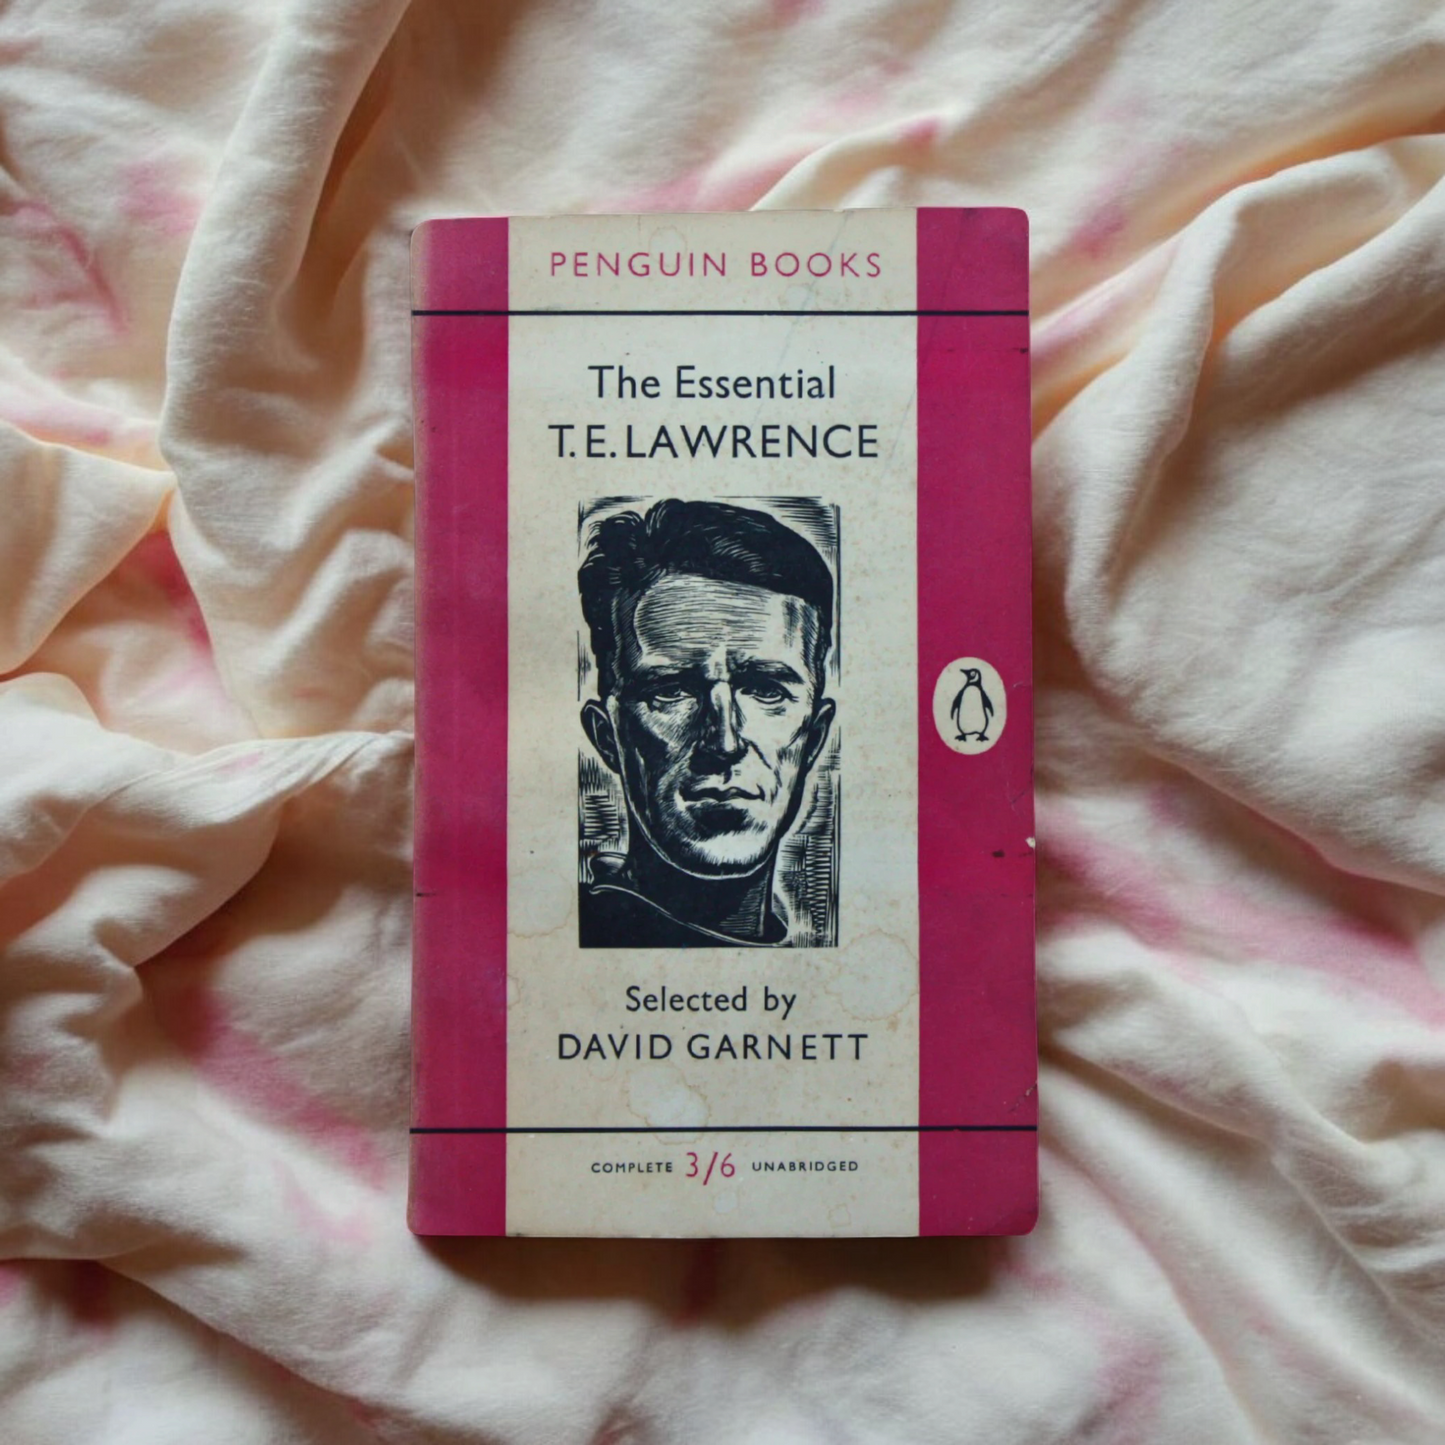 PENGUIN BOOKS
The Essential
T. E. LAWRENCE
Selected by
DAVID GARNETT
COMPLETE 3/6 UNABRIDGED